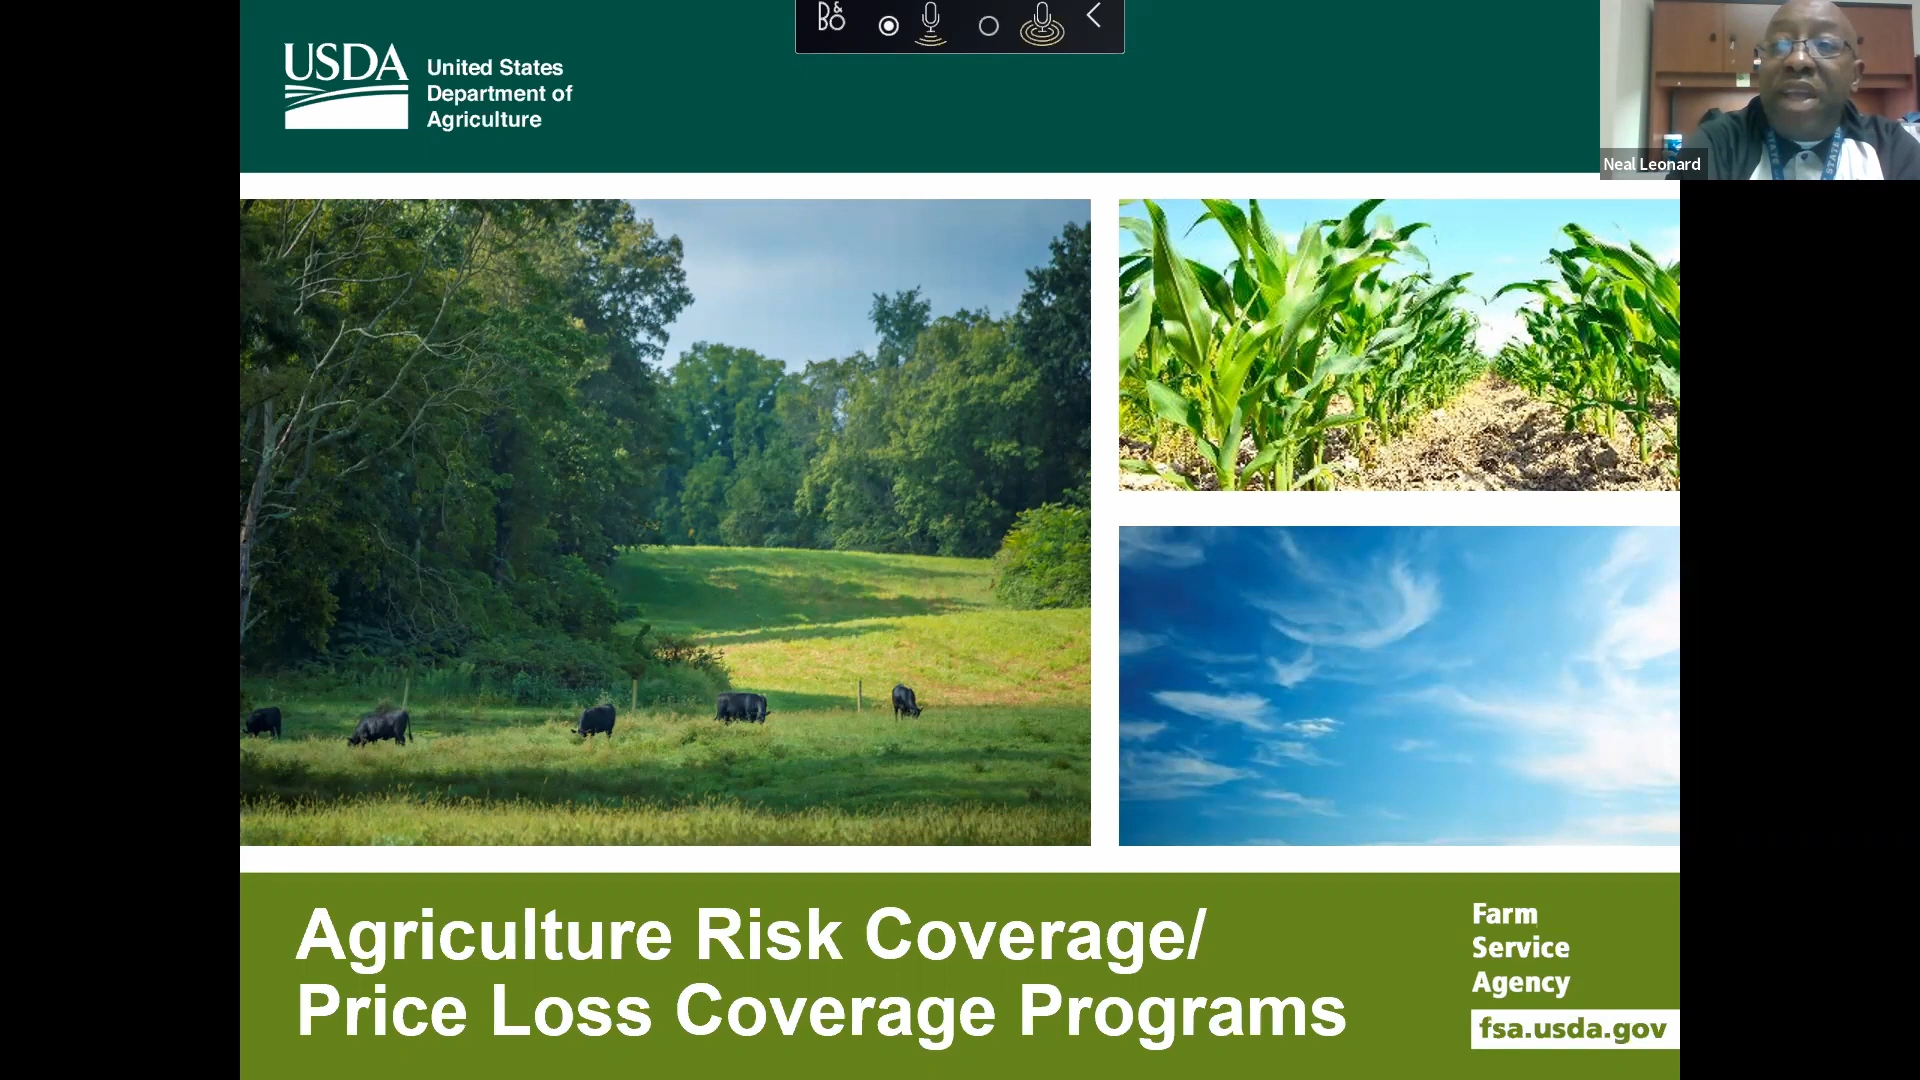 B&O
USDA
United States
Department of
Agriculture
Neal Leonard
Agriculture Risk Coverage/
Price Loss Coverage Programs
Farm
Service
Agency
fsa.usda.gov